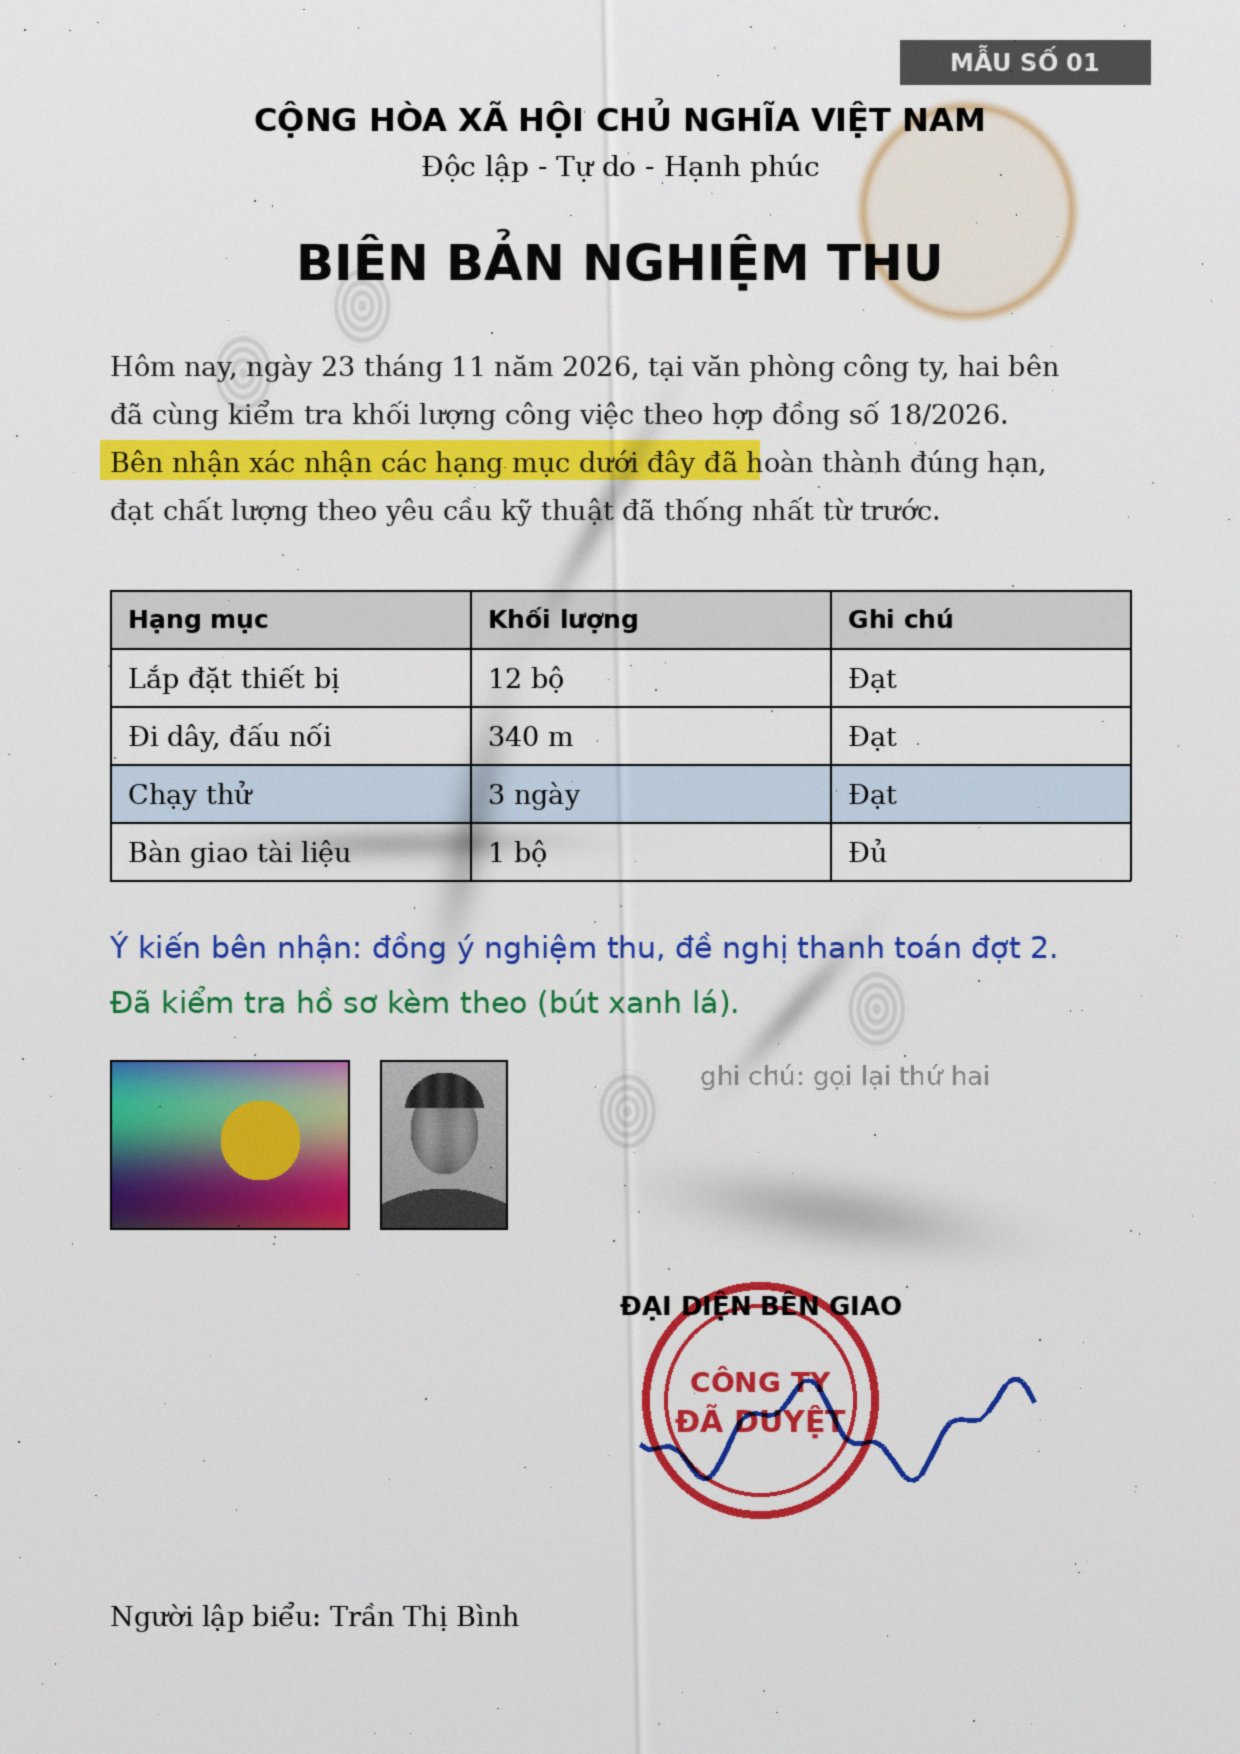 MẪU SỐ 01
CỘNG HÒA XÃ HỘI CHỦ NGHĨA VIỆT NAM
Độc lập - Tự do - Hạnh phúc
BIÊN BẢN NGHIỆM THU
Hôm nay, ngày 23 tháng 11 năm 2026, tại văn phòng công ty, hai bên
đã cùng kiểm tra khối lượng công việc theo hợp đồng số 18/2026.
Bên nhận xác nhận các hạng mục dưới đây đã hoàn thành đúng hạn,
đạt chất lượng theo yêu cầu kỹ thuật đã thống nhất từ trước.
Hạng mục Khối lượng Ghi chú
Lắp đặt thiết bị 12 bộ Đạt
Đi dây, đấu nối 340 m Đạt
Chạy thử 3 ngày Đạt
Bàn giao tài liệu 1 bộ Đủ
Ý kiến bên nhận: đồng ý nghiệm thu, đề nghị thanh toán đợt 2.
Đã kiểm tra hồ sơ kèm theo (bút xanh lá).
ghi chú: gọi lại thứ hai
ĐẠI DIỆN BÊN GIAO
CÔNG TY
ĐÃ DUYỆT
Người lập biểu: Trần Thị Bình